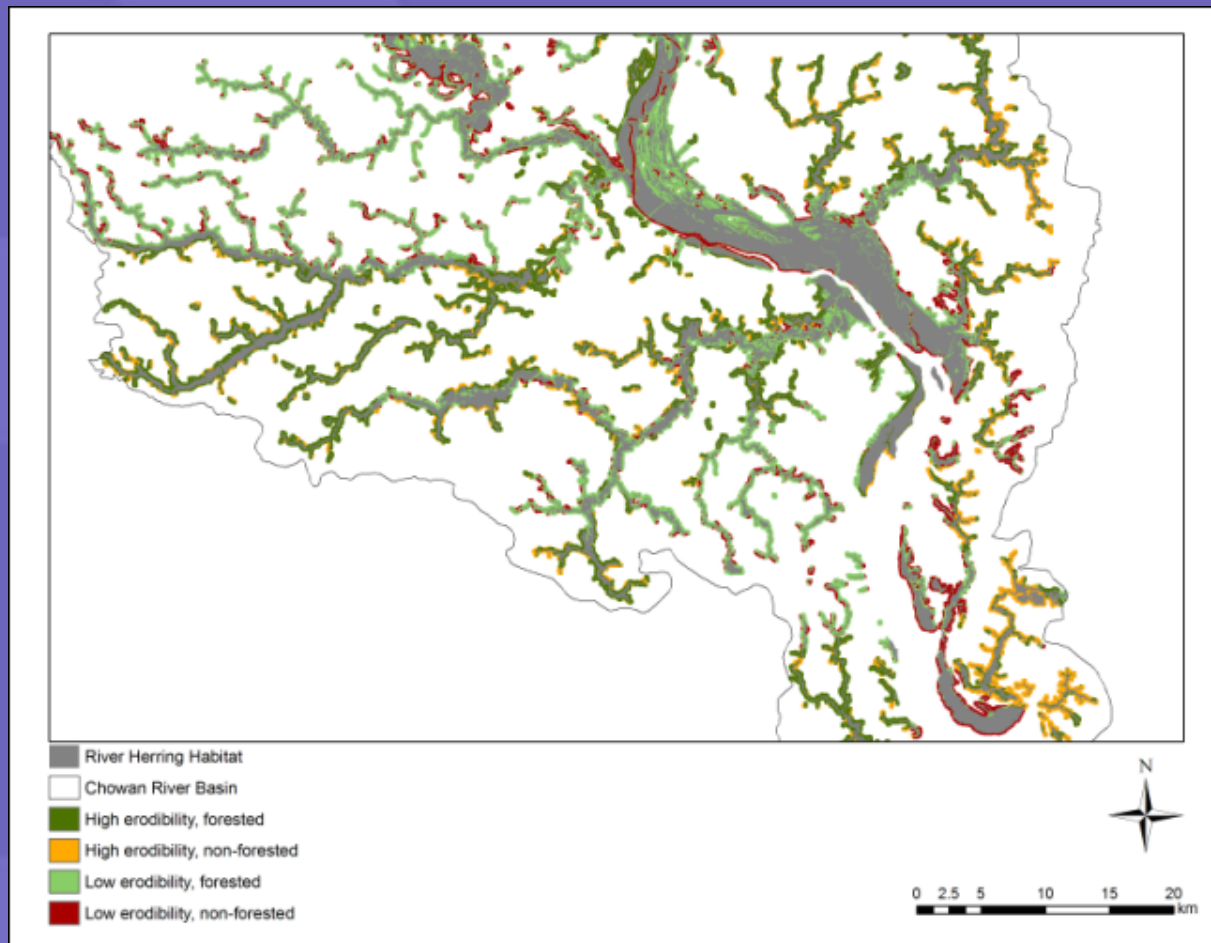 River Herring Habitat
Chowan River Basin
High erodibility, forested
High erodibility, non-forested
Low erodibility, forested
Low erodibility, non-forested
N
0 2.5 5 10 15 20
km